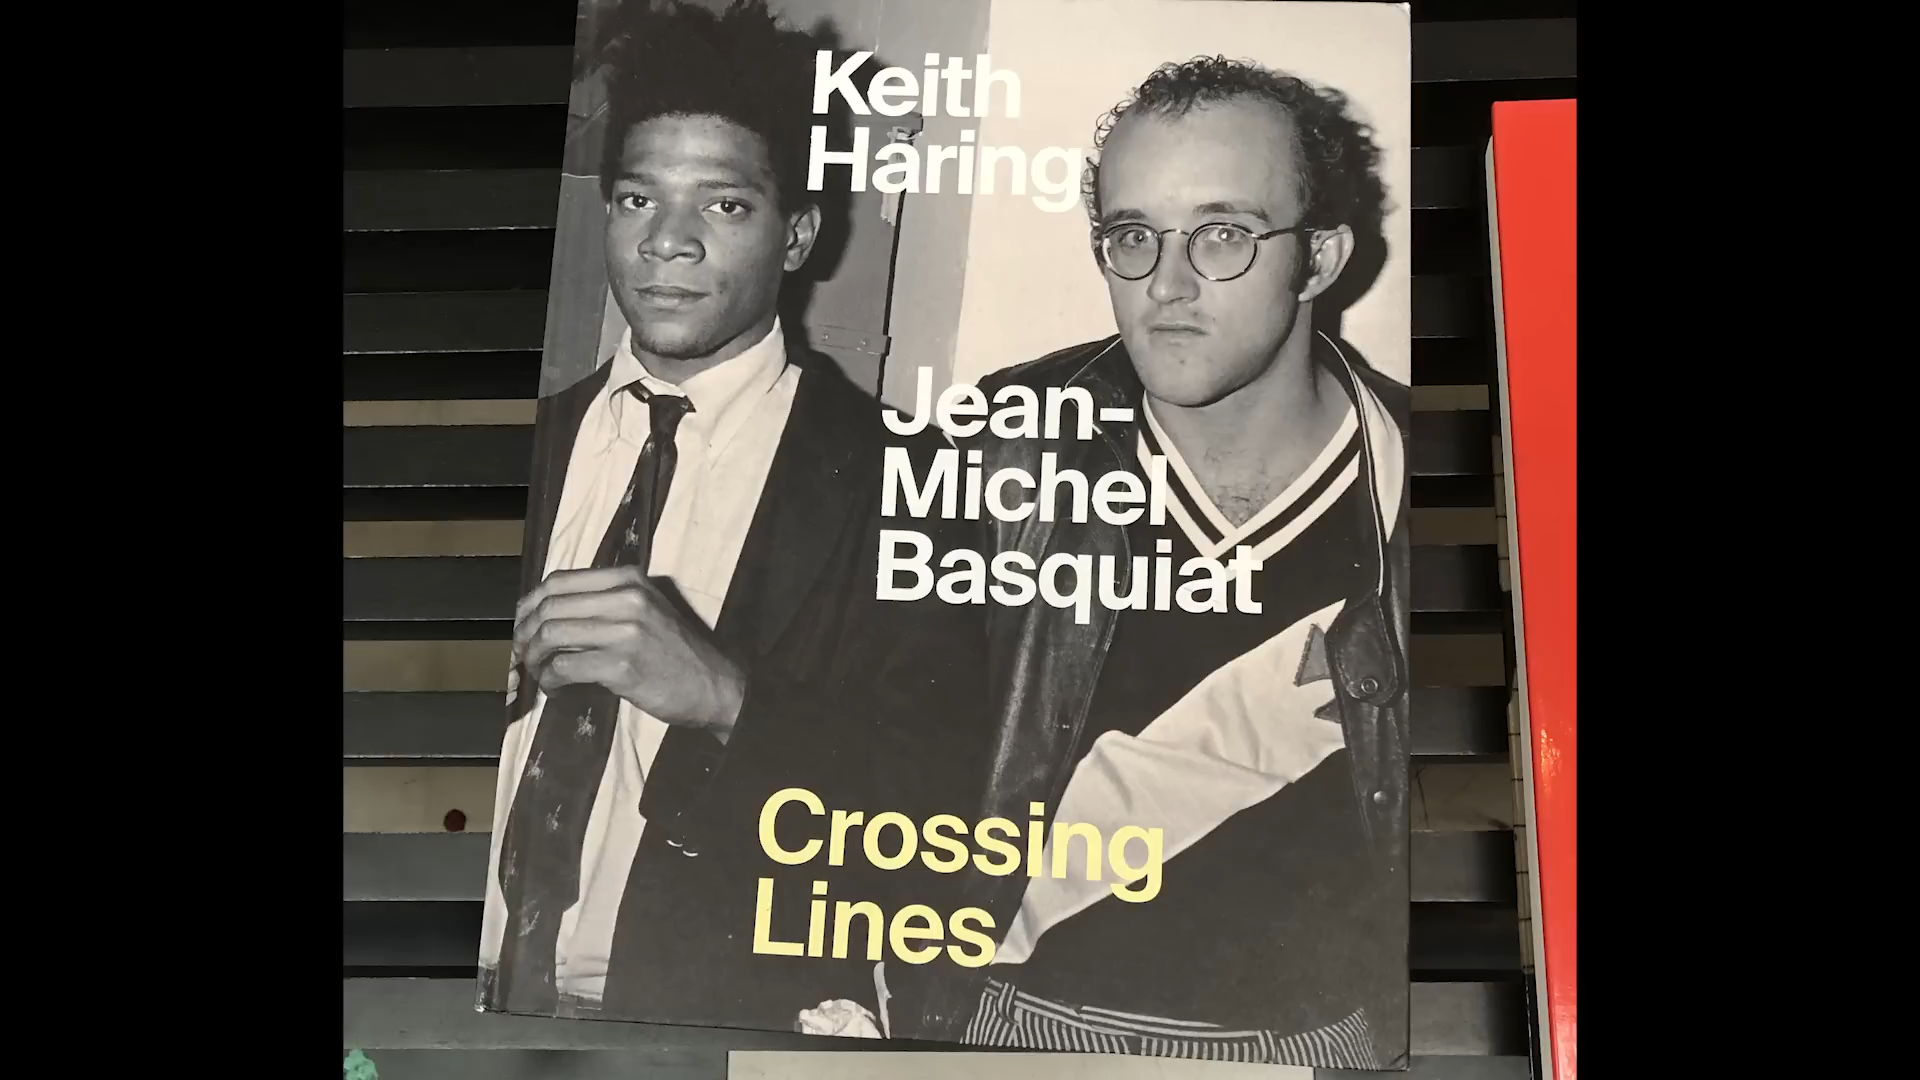 Keith
Haring
Jean-
Michel
Basquiat
Crossing
Lines